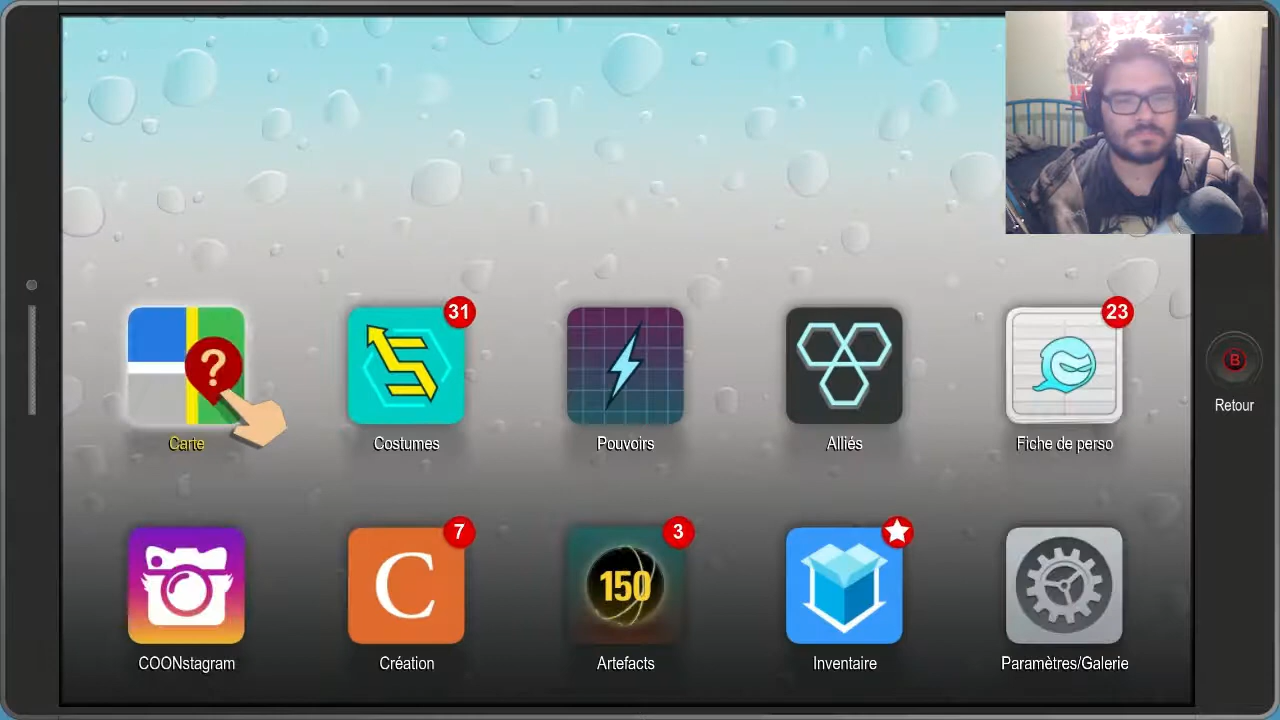 31
23
?
B
Retour
Carte
Costumes
Pouvoirs
Alliés
Fiche de perso
7
3
C
150
COONstagram
Création
Artefacts
Inventaire
Paramètres/Galerie